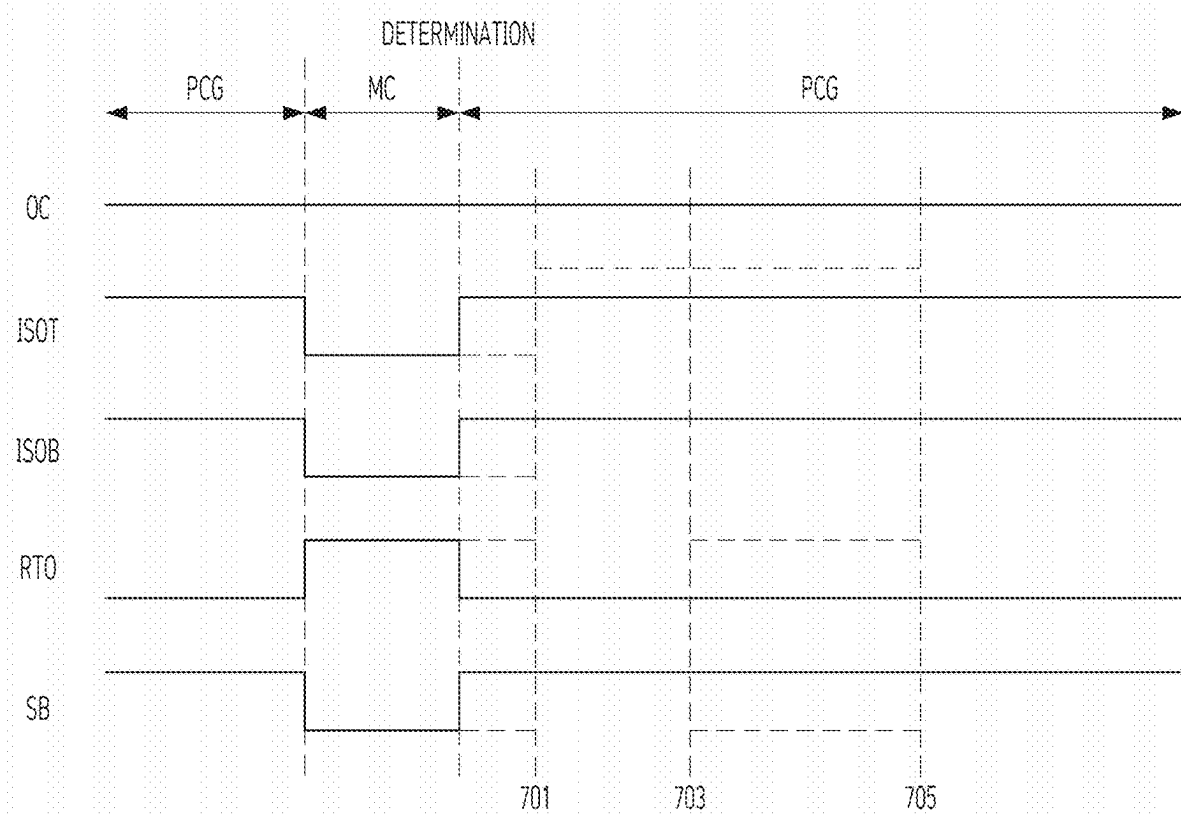 DETERMINATION
PCG MC PCG
OC
ISOT
ISOB
RTO
SB
701 703 705